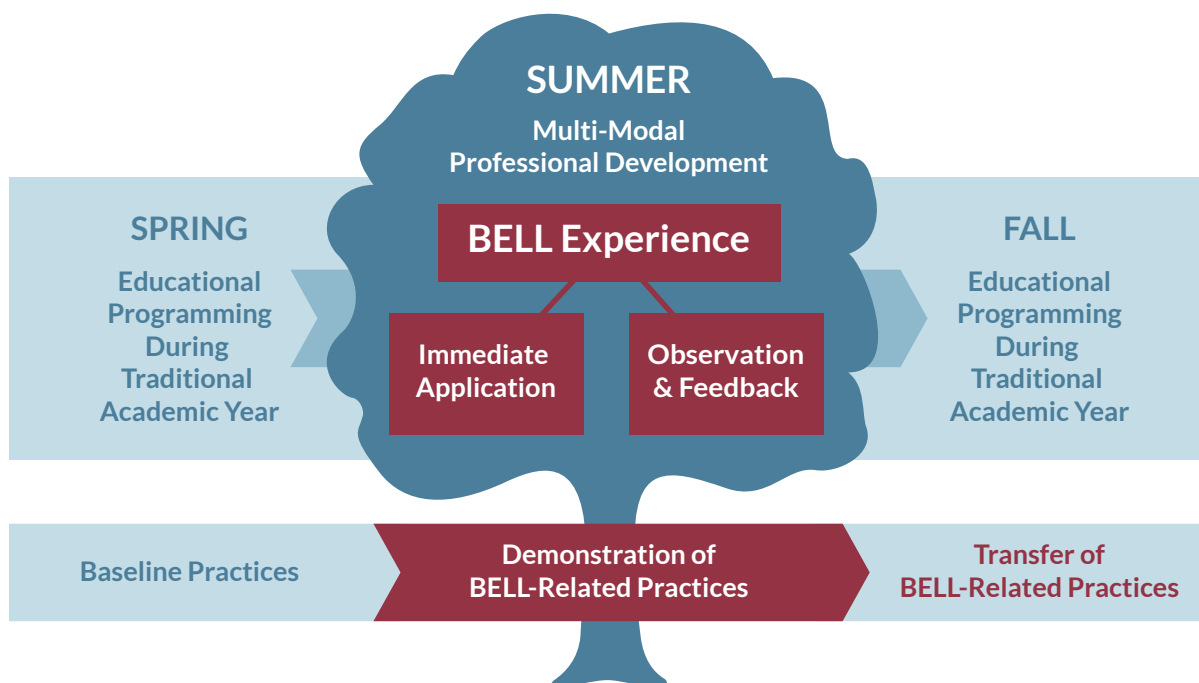 SUMMER
Multi-Modal
Professional Development
BELL Experience
Immediate
Application
Observation
& Feedback
SPRING
Educational
Programming
During
Traditional
Academic Year
FALL
Educational
Programming
During
Traditional
Academic Year
Baseline Practices
Demonstration of
BELL-Related Practices
Transfer of
BELL-Related Practices